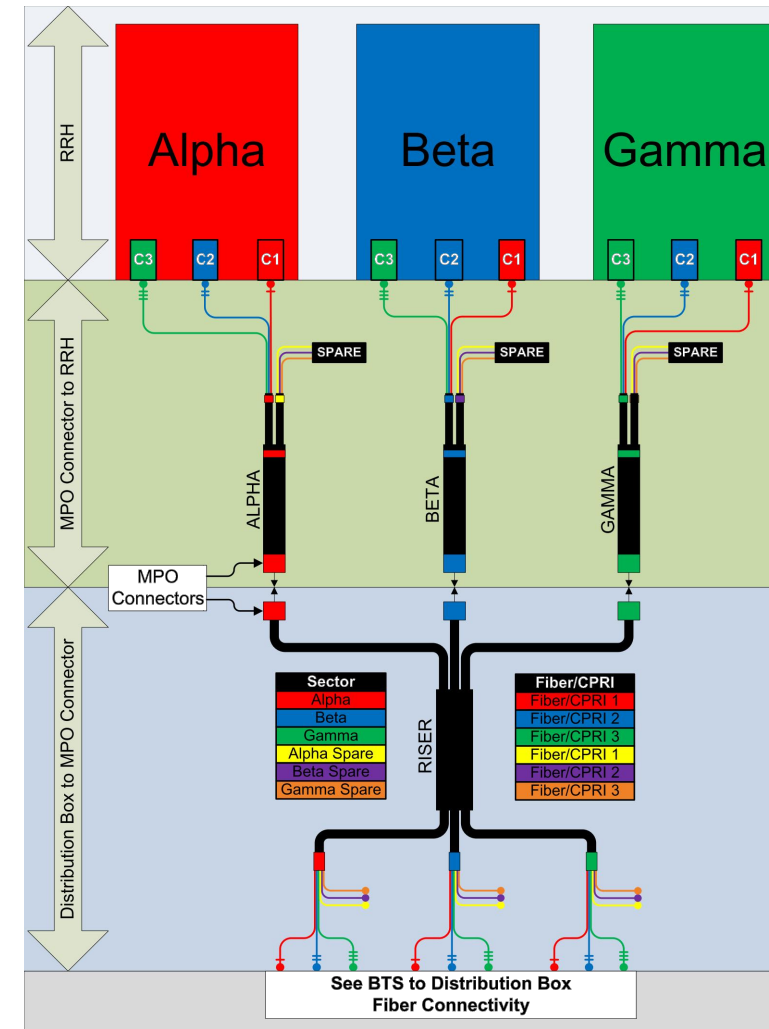 RRH
Alpha
Beta
Gamma
C3
C2
C1
C3
C2
C1
C3
C2
C1
MPO Connector to RRH
SPARE
SPARE
SPARE
ALPHA
BETA
GAMMA
MPO
Connectors
Distribution Box to MPO Connector
Sector
Alpha
Beta
Gamma
Alpha Spare
Beta Spare
Gamma Spare
RISER
Fiber/CPRI
Fiber/CPRI 1
Fiber/CPRI 2
Fiber/CPRI 3
Fiber/CPRI 1
Fiber/CPRI 2
Fiber/CPRI 3
See BTS to Distribution Box
Fiber Connectivity